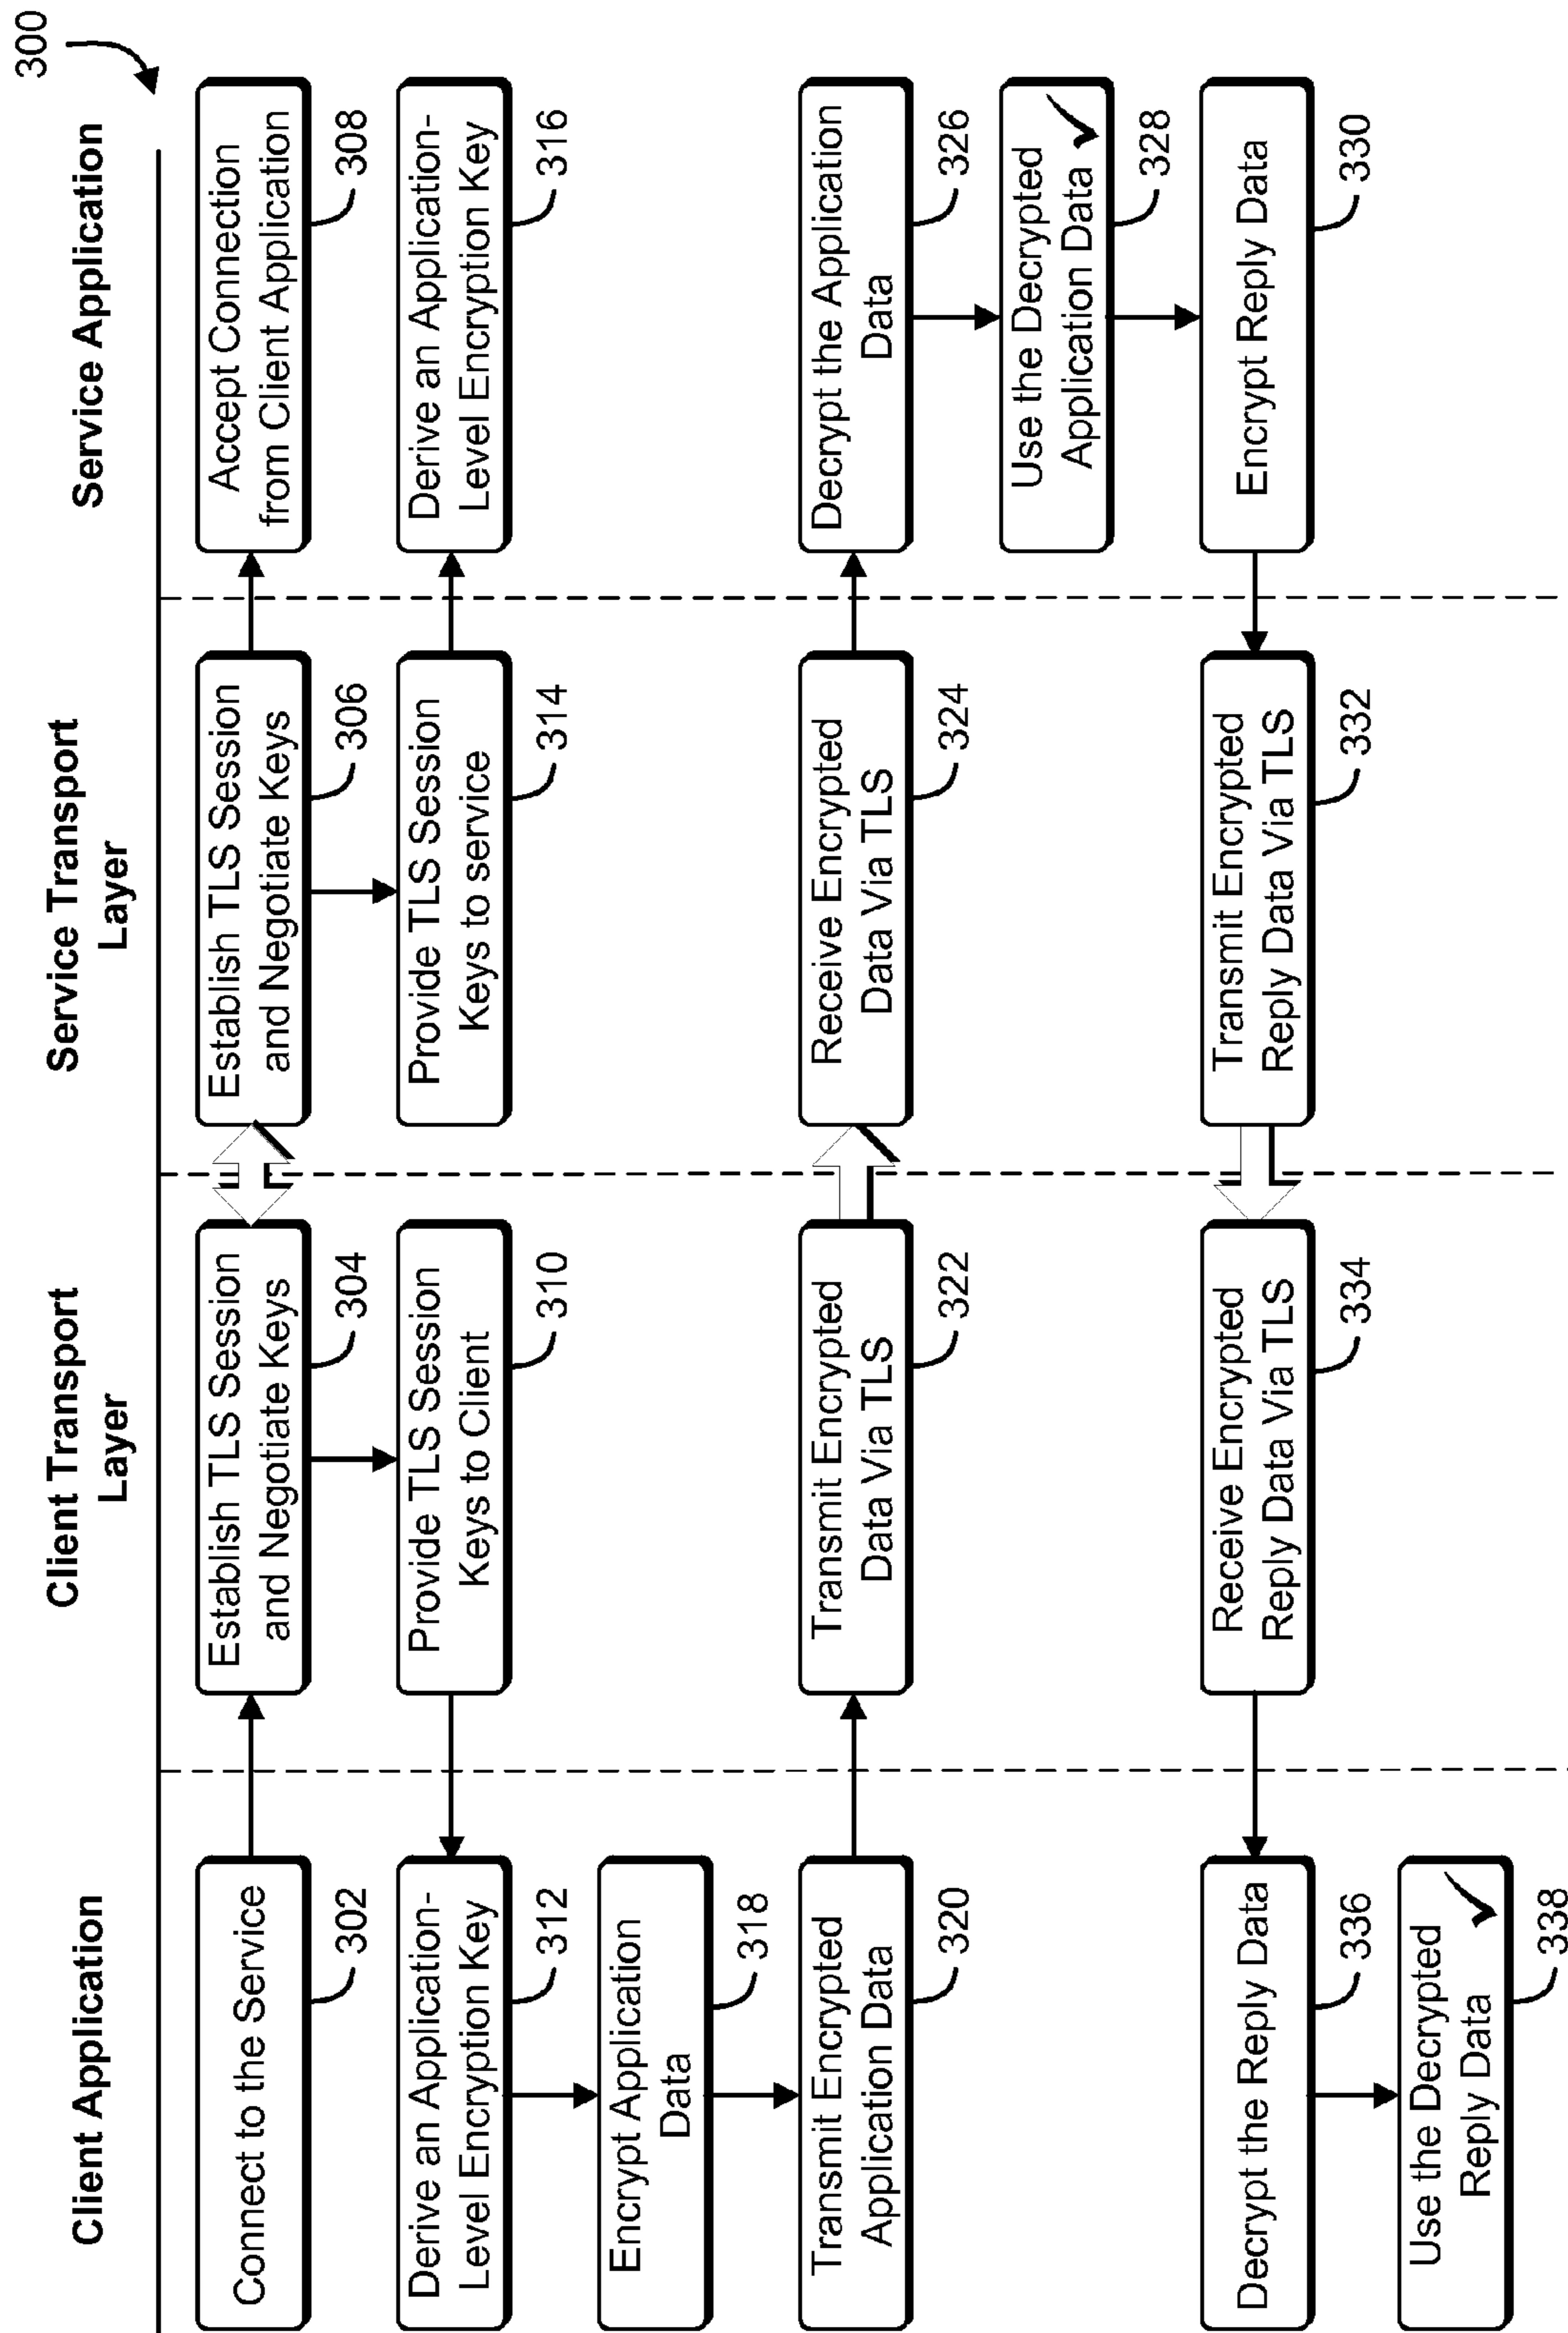 300
Client Application
Client Transport
Layer
Service Transport
Layer
Service Application
Connect to the Service
302
Establish TLS Session
and Negotiate Keys
304
Establish TLS Session
and Negotiate Keys
306
Accept Connection
from Client Application
308
Derive an Application-
Level Encryption Key
312
Provide TLS Session
Keys to Client
310
Provide TLS Session
Keys to service
314
Derive an Application-
Level Encryption Key
316
Encrypt Application
Data
318
Transmit Encrypted
Application Data
320
Transmit Encrypted
Data Via TLS
322
Receive Encrypted
Data Via TLS
324
Decrypt the Application
Data
326
Use the Decrypted
Application Data
328
Decrypt the Reply Data
336
Receive Encrypted
Reply Data Via TLS
334
Transmit Encrypted
Reply Data Via TLS
332
Encrypt Reply Data
330
Use the Decrypted
Reply Data
338